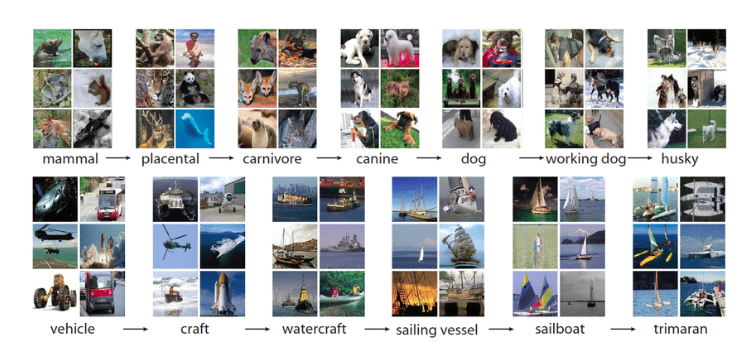 mammal → placental → carnivore → canine → dog → working dog → husky
vehicle → craft → watercraft → sailing vessel → sailboat → trimaran